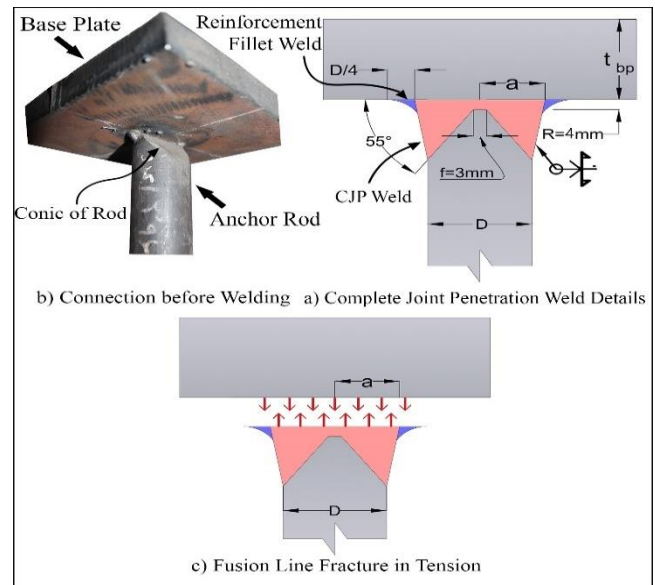 Base Plate
Conic of Rod
Anchor Rod
Reinforcement
Fillet Weld
D/4
a
t bp
55°
R=4mm
f=3mm
CJP Weld
D
b) Connection before Welding
a) Complete Joint Penetration Weld Details
a
D
c) Fusion Line Fracture in Tension